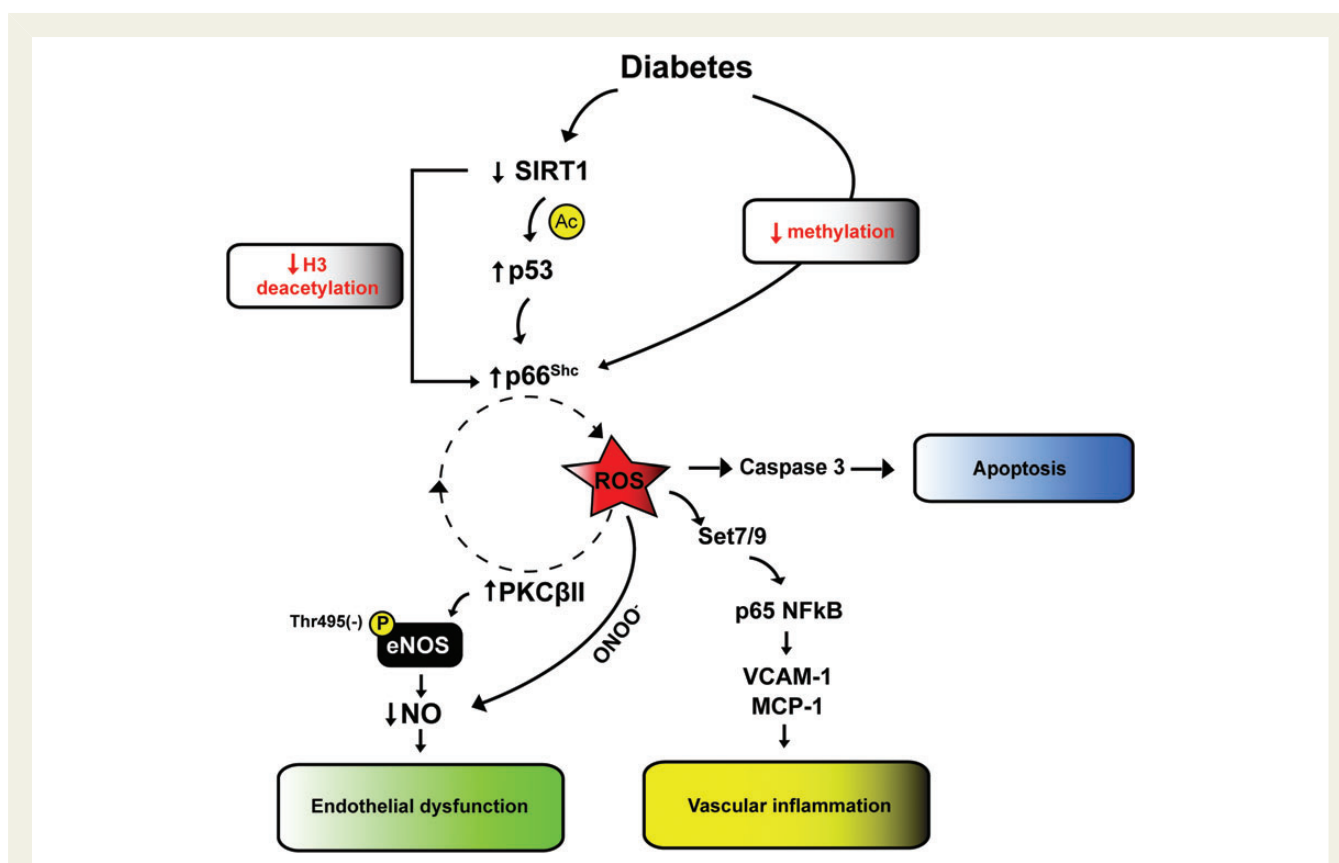 Diabetes
↓ SIRT1
Ac
↓ methylation
↓ H3
deacetylation
↑p53
↑p66Shc
ROS
Caspase 3
Apoptosis
Set7/9
↑PKCβII
Thr495(-)
P
eNOS
ONOO-
p65 NFkB
VCAM-1
MCP-1
↓NO
Endothelial dysfunction
Vascular inflammation